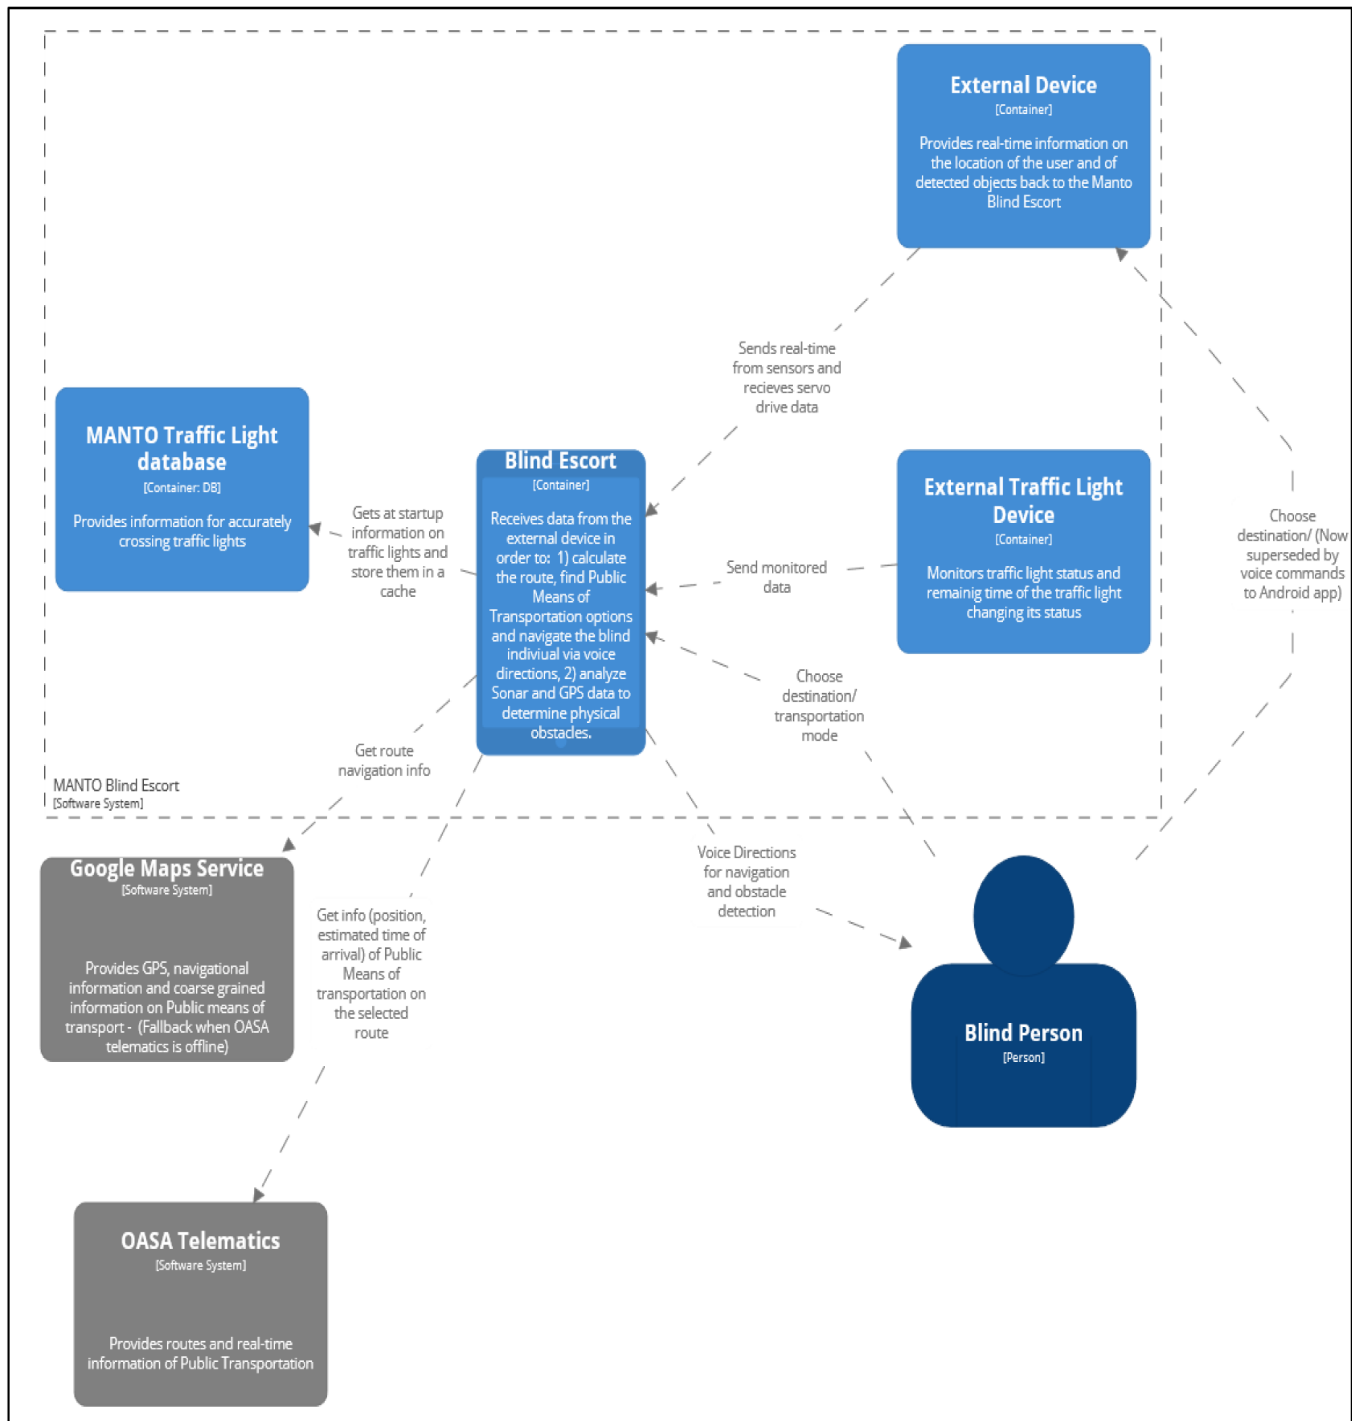 External Device
[Container]
Provides real-time information on
the location of the user and of
detected objects back to the Manto
Blind Escort
Sends real-time
from sensors and
recieves servo
drive data
MANTO Traffic Light
database
[Container: DB]
Provides information for accurately
crossing traffic lights
Gets at startup
information on
traffic lights and
store them in a
cache
Blind Escort
[Container]
Receives data from the
external device in
order to: 1) calculate
the route, find Public
Means of
Transportation options
and navigate the blind
indiviual via voice
directions, 2) analyze
Sonar and GPS data to
determine physical
obstacles.
Send monitored
data
External Traffic Light
Device
[Container]
Monitors traffic light status and
remainig time of the traffic light
changing its status
Choose
destination/ (Now
superseded by
voice commands
to Android app)
Choose
destination/
transportation
mode
Get route
navigation info
MANTO Blind Escort
[Software System]
Voice Directions
for navigation
and obstacle
detection
Google Maps Service
[Software System]
Provides GPS, navigational
information and coarse grained
information on Public means of
transport - (Fallback when OASA
telematics is offline)
Get info (position,
estimated time of
arrival) of Public
Means of
transportation on
the selected
route
Blind Person
[Person]
OASA Telematics
[Software System]
Provides routes and real-time
information of Public Transportation